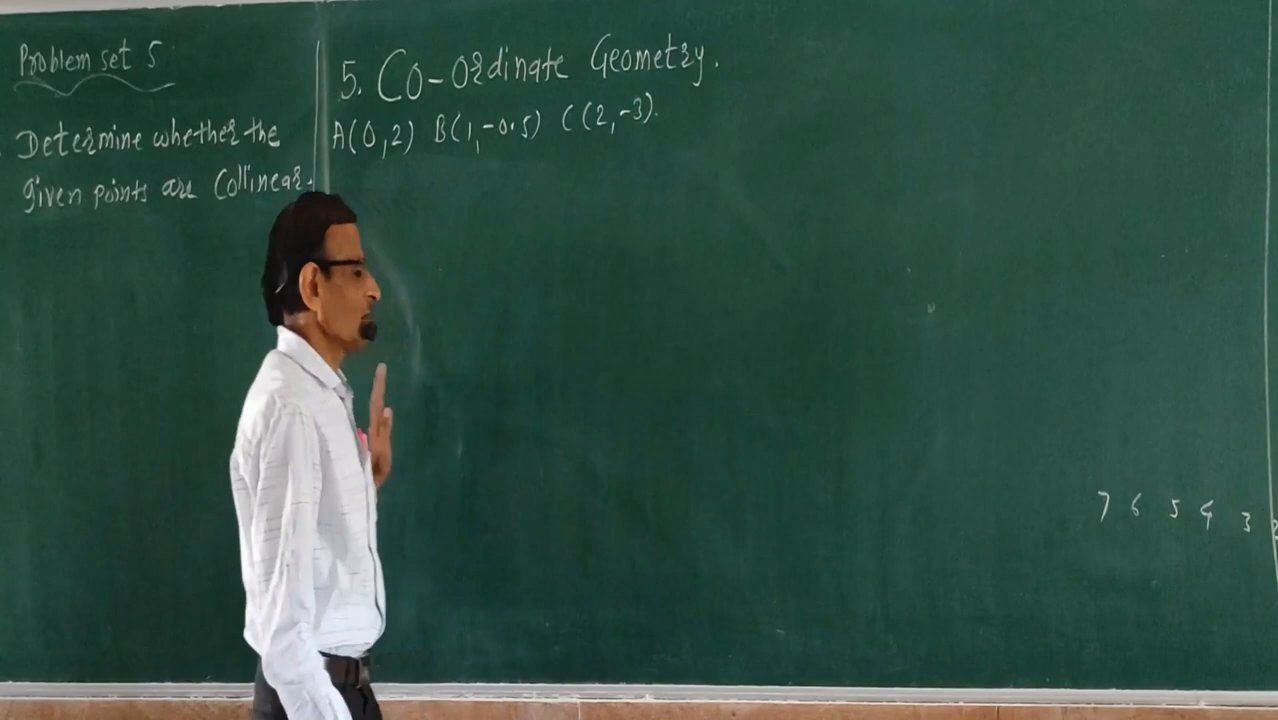 Problem set 5
Determine whether the
given points are Collinear.
5. Co-ordinate Geometry.
A(0,2) B(1,-0.5) C(2,-3).
7 6 5 4 3